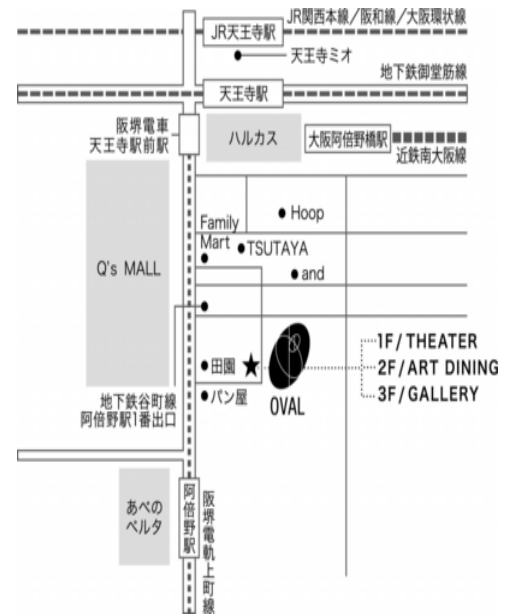 JR関西本線／阪和線／大阪環状線
JR天王寺駅
天王寺ミオ
地下鉄御堂筋線
天王寺駅
阪堺電車
天王寺駅前駅
ハルカス
大阪阿倍野橋駅
近鉄南大阪線
Hoop
Family
Mart
TSUTAYA
and
Q's MALL
1F/THEATER
2F/ART DINING
3F/GALLERY
田園
OVAL
パン屋
地下鉄谷町線
阿倍野駅1番出口
あべの
ベルタ
阿倍野駅
阪堺電軌上町線